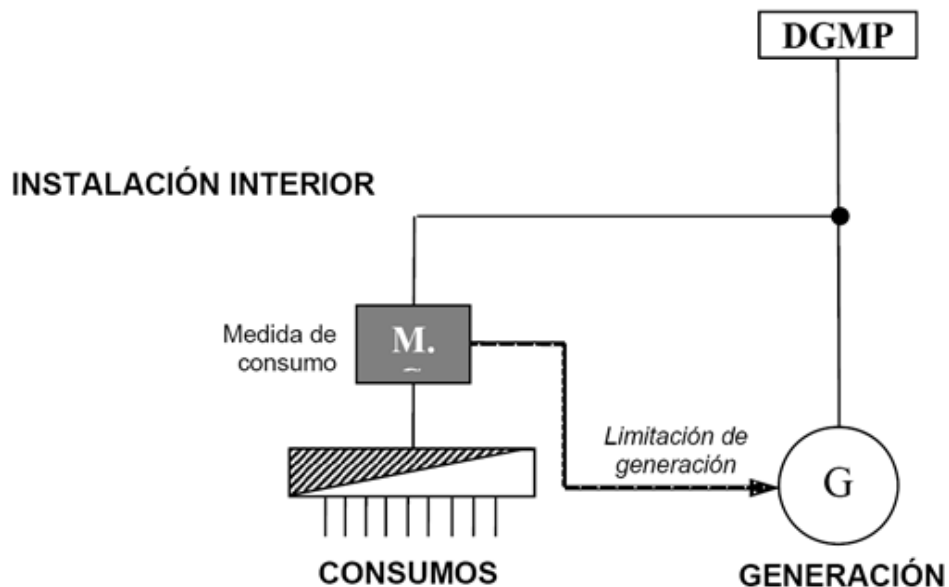 DGMP
INSTALACIÓN INTERIOR
Medida de
consumo
M.
Limitación de
generación
G
CONSUMOS
GENERACIÓN